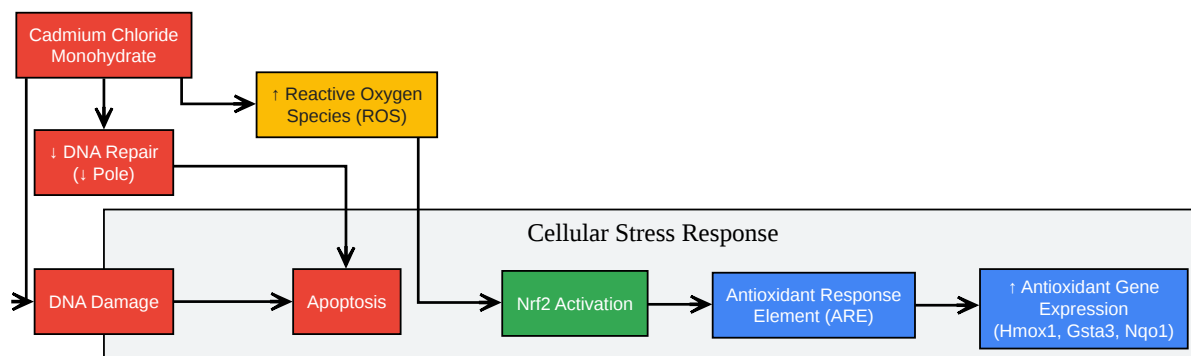 Cadmium Chloride
Monohydrate
↑ Reactive Oxygen
Species (ROS)
↓ DNA Repair
(↓ Pole)
Cellular Stress Response
DNA Damage
Apoptosis
Nrf2 Activation
Antioxidant Response
Element (ARE)
↑ Antioxidant Gene
Expression
(Hmox1, Gsta3, Nqo1)